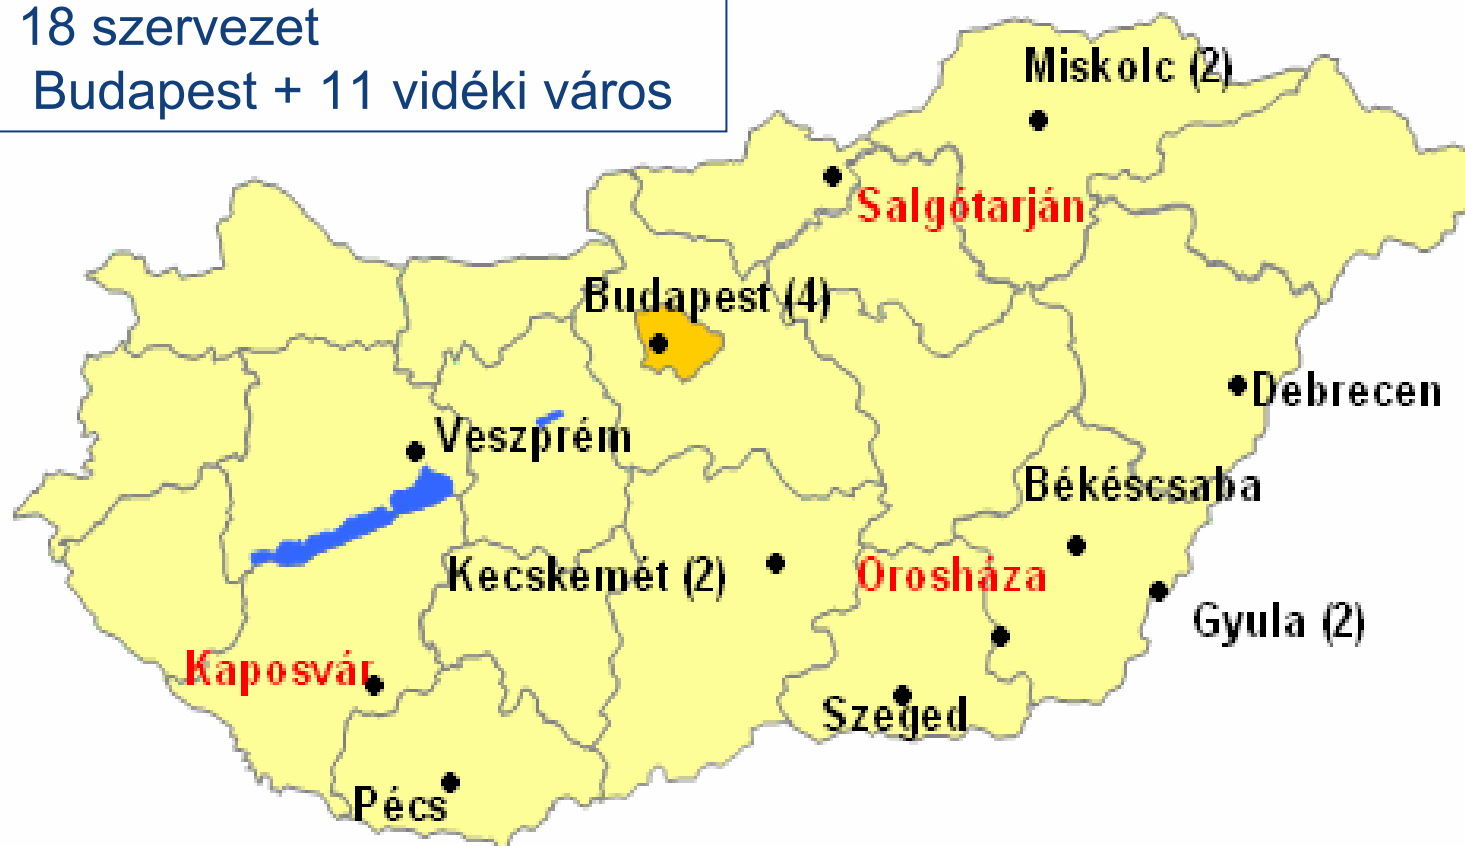 18 szervezet
Budapest + 11 vidéki város
Miskolc (2)
Salgótarján
Budapest (4)
Debrecen
Veszprém
Békéscsaba
Kecskemét (2)
Orosháza
Gyula (2)
Kaposvár
Szeged
Pécs